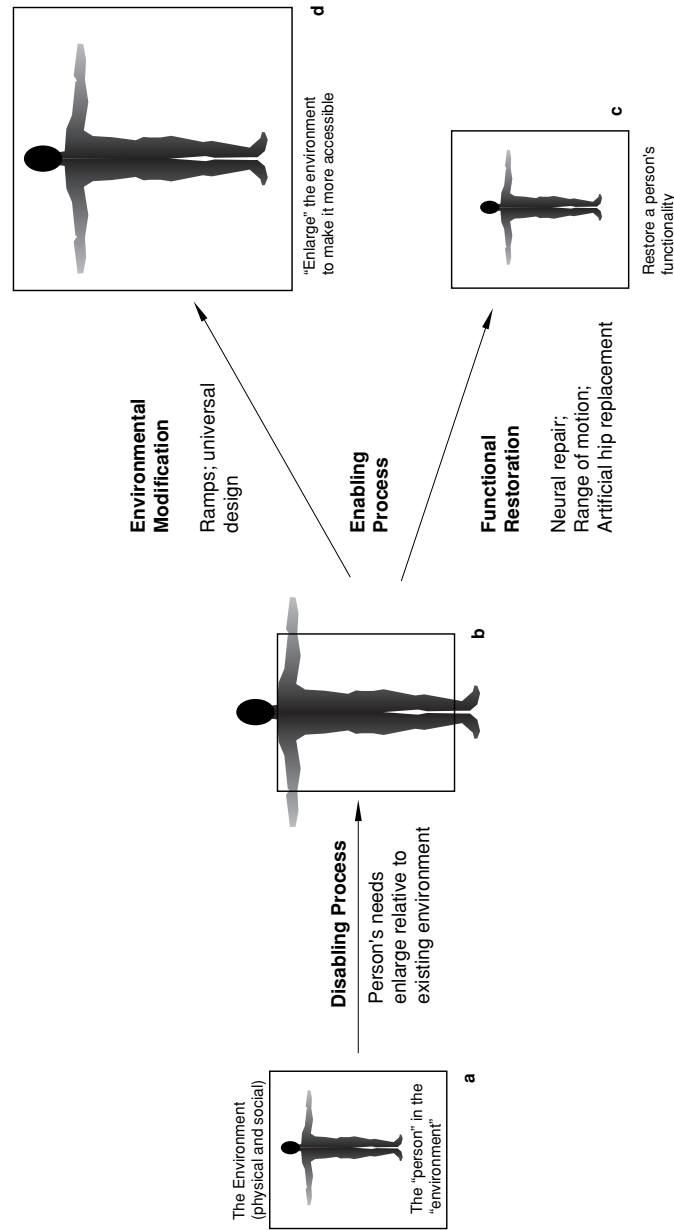 The Environment
(physical and social)
The “person” in the
“environment”
a
Disabling Process
Person's needs
enlarge relative to
existing environment
b
Environmental
Modification
Ramps; universal
design
Enabling
Process
Functional
Restoration
Neural repair;
Range of motion;
Artificial hip replacement
“Enlarge” the environment
to make it more accessible
d
Restore a person's
functionality
c